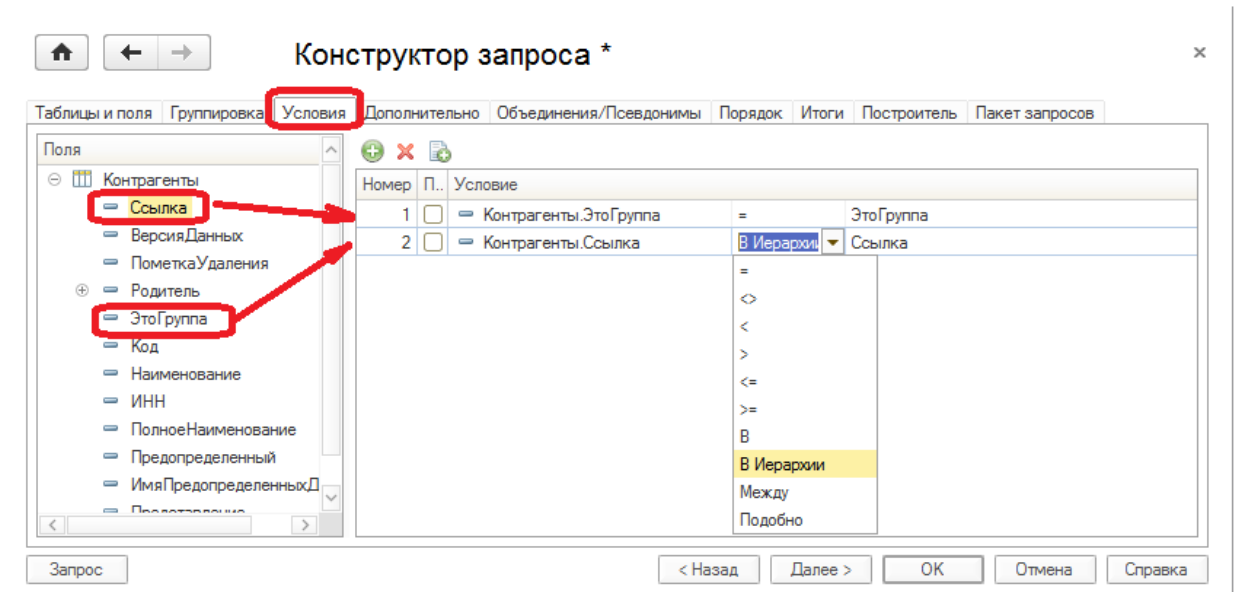 Конструктор запроса *
Таблицы и поля Группировка Условия Дополнительно Объединения/Псевдонимы Порядок Итоги Построитель Пакет запросов
Поля
Контрагенты
Ссылка
ВерсияДанных
ПометкаУдаления
Родитель
ЭтоГруппа
Код
Наименование
ИНН
ПолноеНаименование
Предопределенный
ИмяПредопределенныхД
Номер П.. Условие
1 Контрагенты.ЭтоГруппа = ЭтоГруппа
2 Контрагенты.Ссылка В Иерархии Ссылка
=
<>
<
>
<=
>=
В
В Иерархии
Между
Подобно
Запрос < Назад Далее > OK Отмена Справка